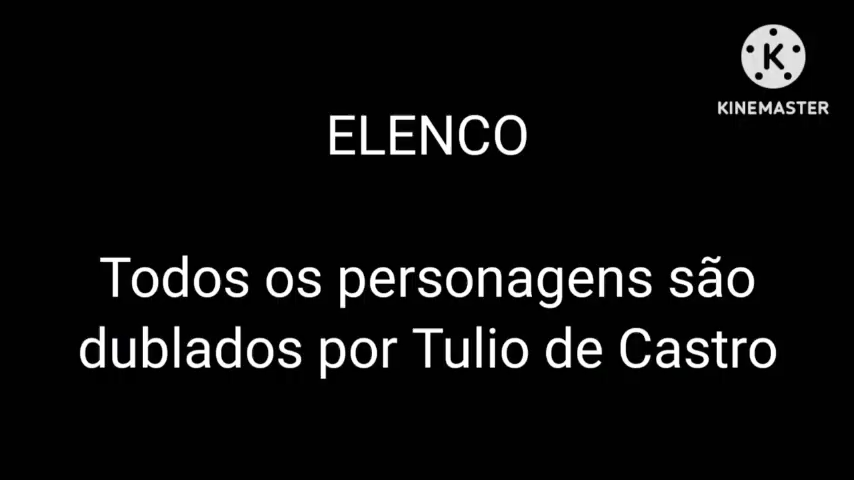 K
KINEMASTER
ELENCO
Todos os personagens são
dublados por Tulio de Castro